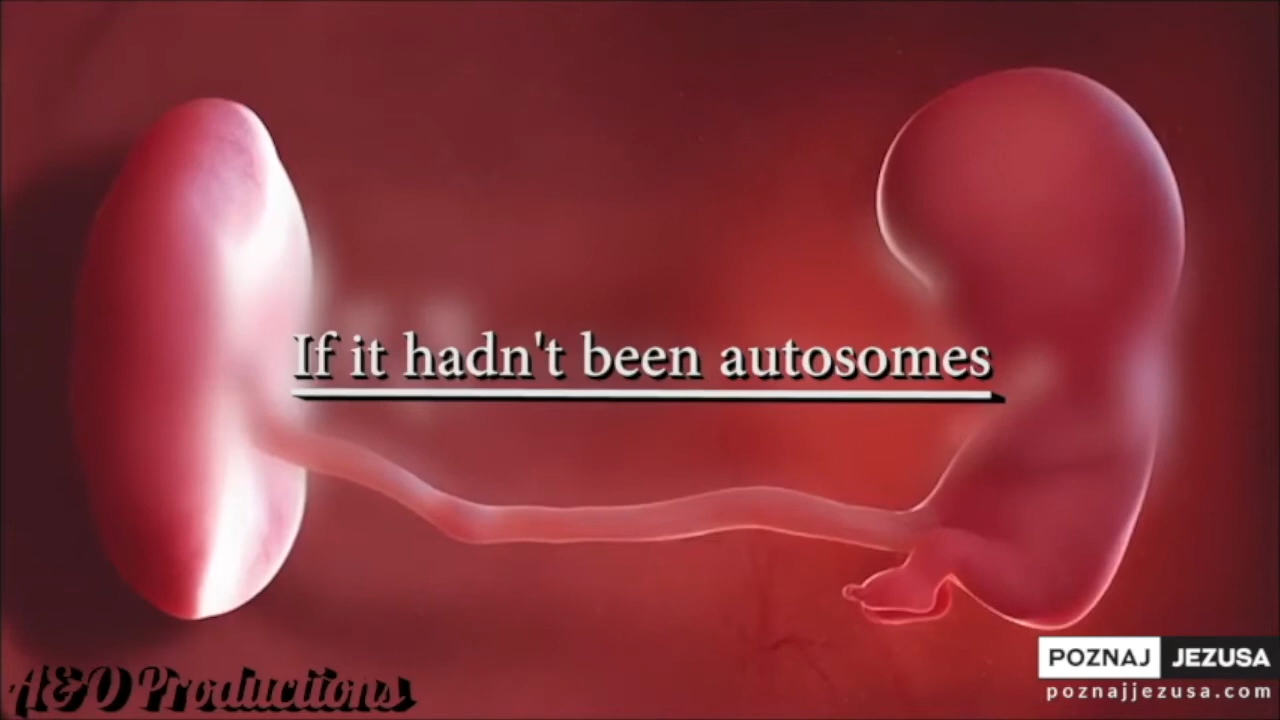 If it hadn't been autosomes
A&O Productions
POZNAJ JEZUSA
poznajjezusa.com